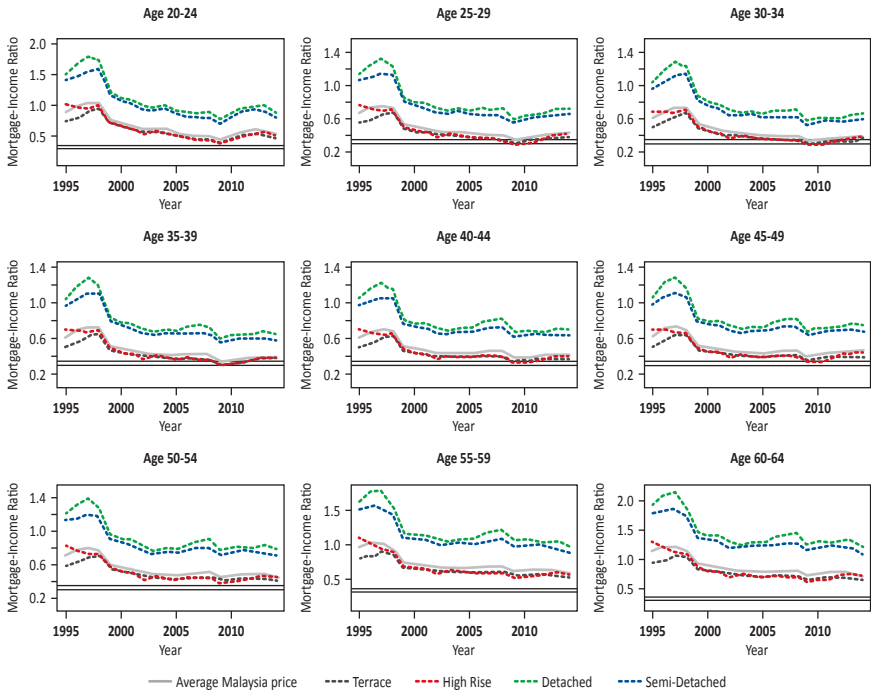 Age 20-24
Mortgage-Income Ratio
2.0
1.5
1.0
0.5
1995 2000 2005 2010
Year
Age 25-29
Mortgage-Income Ratio
1.4
1.0
0.6
0.2
1995 2000 2005 2010
Year
Age 30-34
Mortgage-Income Ratio
1.4
1.0
0.6
0.2
1995 2000 2005 2010
Year
Age 35-39
Mortgage-Income Ratio
1.4
1.0
0.6
0.2
1995 2000 2005 2010
Year
Age 40-44
Mortgage-Income Ratio
1.4
1.0
0.6
0.2
1995 2000 2005 2010
Year
Age 45-49
Mortgage-Income Ratio
1.4
1.0
0.6
0.2
1995 2000 2005 2010
Year
Age 50-54
Mortgage-Income Ratio
1.4
1.0
0.6
0.2
1995 2000 2005 2010
Year
Age 55-59
Mortgage-Income Ratio
1.5
1.0
0.5
1995 2000 2005 2010
Year
Age 60-64
Mortgage-Income Ratio
2.0
1.5
1.0
0.5
1995 2000 2005 2010
Year
Average Malaysia price Terrace High Rise Detached Semi-Detached